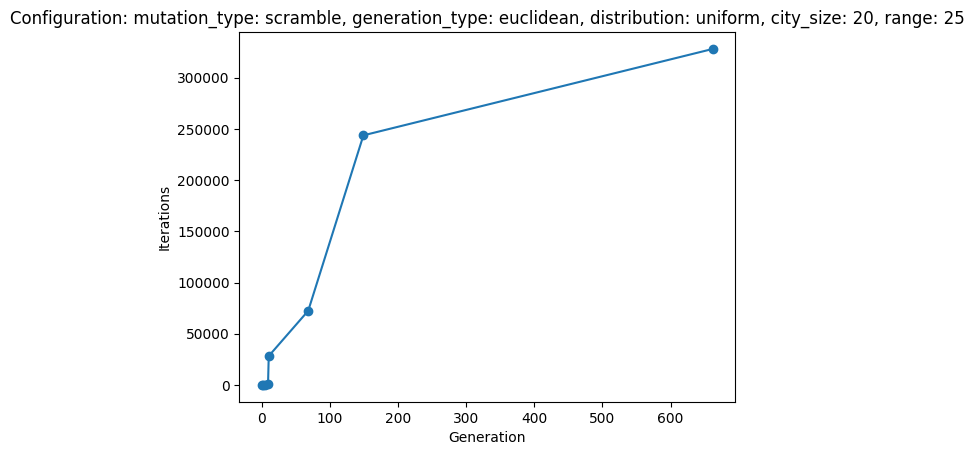 Configuration: mutation_type: scramble, generation_type: euclidean, distribution: uniform, city_size: 20, range: 25
300000
250000
200000
150000
100000
50000
0
Iterations
0 100 200 300 400 500 600
Generation